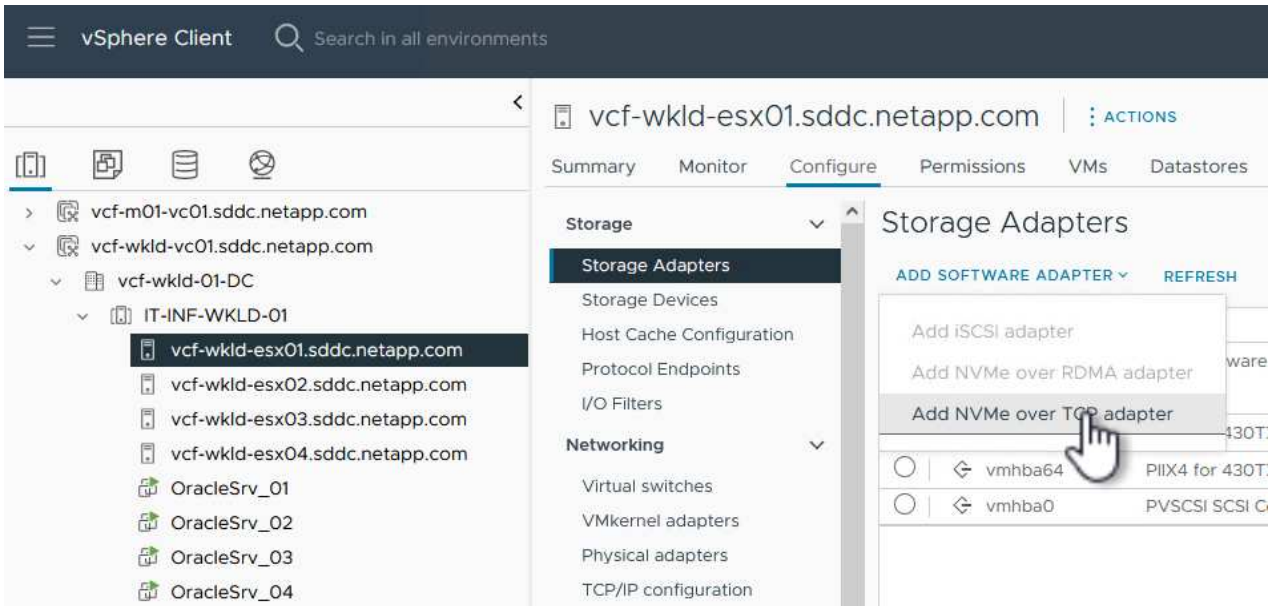 vSphere Client
Search in all environments
vcf-wkld-esx01.sddc.netapp.com
ACTIONS
Summary Monitor Configure Permissions VMs Datastores
vcf-m01-vc01.sddc.netapp.com
vcf-wkld-vc01.sddc.netapp.com
vcf-wkld-01-DC
IT-INF-WKLD-01
vcf-wkld-esx01.sddc.netapp.com
vcf-wkld-esx02.sddc.netapp.com
vcf-wkld-esx03.sddc.netapp.com
vcf-wkld-esx04.sddc.netapp.com
OracleSrv_01
OracleSrv_02
OracleSrv_03
OracleSrv_04
Storage
Storage Adapters
Storage Devices
Host Cache Configuration
Protocol Endpoints
I/O Filters
Networking
Virtual switches
VMkernel adapters
Physical adapters
TCP/IP configuration
Storage Adapters
ADD SOFTWARE ADAPTER REFRESH
Add iSCSI adapter
Add NVMe over RDMA adapter
Add NVMe over TCP adapter
ware
430T
vmhba64 PIIX4 for 430T
vmhba0 PVSCSI SCSI